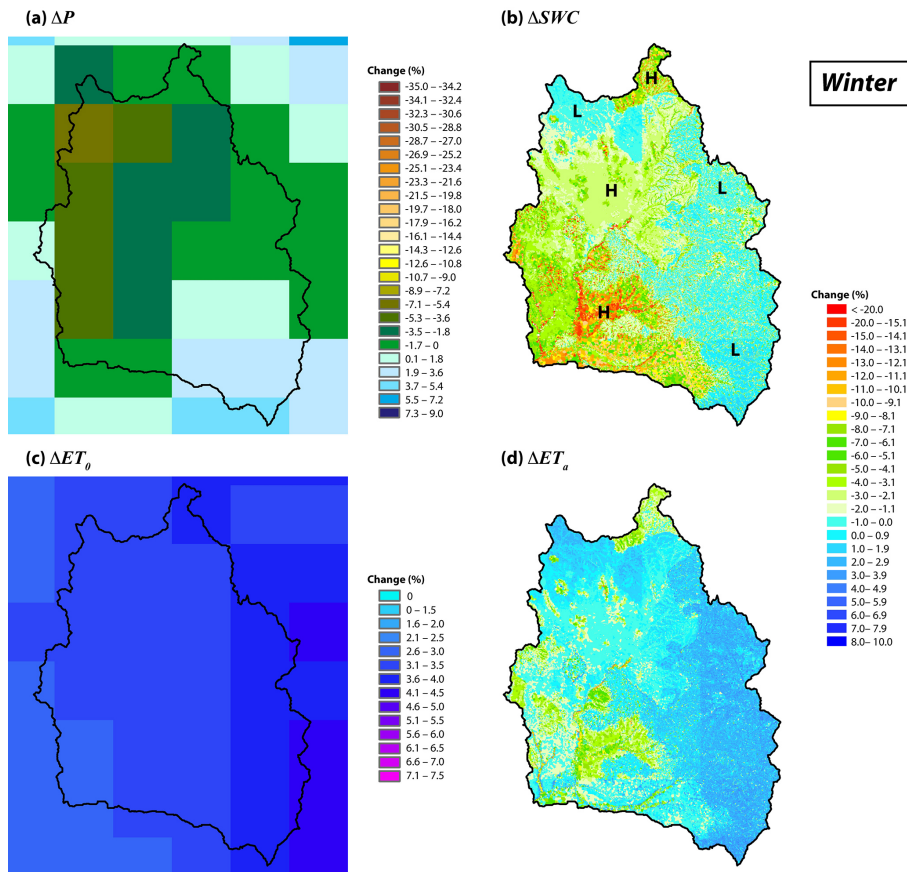 (a) ΔP
(b) ΔSWC
Winter
Change (%)
-35.0 – -34.2
-34.1 – -32.4
-32.3 – -30.6
-30.5 – -28.8
-28.7 – -27.0
-26.9 – -25.2
-25.1 – -23.4
-23.3 – -21.6
-21.5 – -19.8
-19.7 – -18.0
-17.9 – -16.2
-16.1 – -14.4
-14.3 – -12.6
-12.6 – -10.8
-10.7 – -9.0
-8.9 – -7.2
-7.1 – -5.4
-5.3 – -3.6
-3.5 – -1.8
-1.7 – 0
0.1 – 1.8
1.9 – 3.6
3.7 – 5.4
5.5 – 7.2
7.3 – 9.0
H
L
H
L
H
L
Change (%)
< -20.0
-20.0 – -15.1
-15.0 – -14.1
-14.0 – -13.1
-13.0 – -12.1
-12.0 – -11.1
-11.0 – -10.1
-10.0 – -9.1
-9.0 – -8.1
-8.0 – -7.1
-7.0 – -6.1
-6.0 – -5.1
-5.0 – -4.1
-4.0 – -3.1
-3.0 – -2.1
-2.0 – -1.1
-1.0 – 0.0
0.0 – 0.9
1.0 – 1.9
2.0 – 2.9
3.0– 3.9
4.0– 4.9
5.0– 5.9
6.0– 6.9
7.0– 7.9
8.0– 10.0
(c) ΔET₀
(d) ΔETₐ
Change (%)
0
0 – 1.5
1.6 – 2.0
2.1 – 2.5
2.6 – 3.0
3.1 – 3.5
3.6 – 4.0
4.1 – 4.5
4.6 – 5.0
5.1 – 5.5
5.6 – 6.0
6.1 – 6.5
6.6 – 7.0
7.1 – 7.5